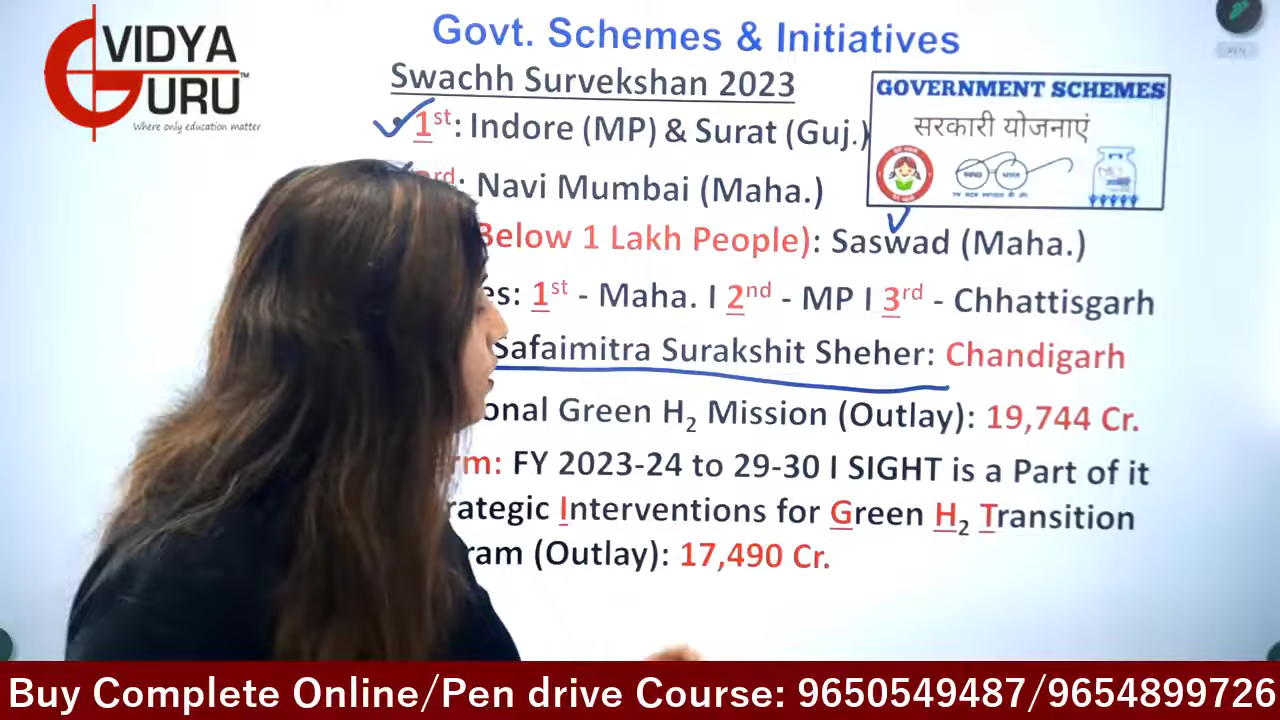 VIDYA
GURU™
Where only education matter
Govt. Schemes & Initiatives
Swachh Survekshan 2023
1st: Indore (MP) & Surat (Guj.)
rd: Navi Mumbai (Maha.)
Below 1 Lakh People): Saswad (Maha.)
es: 1st - Maha. I 2nd - MP I 3rd - Chhattisgarh
Safaimitra Surakshit Sheher: Chandigarh
onal Green H2 Mission (Outlay): 19,744 Cr.
rm: FY 2023-24 to 29-30 I SIGHT is a Part of it
rategic Interventions for Green H2 Transition
ram (Outlay): 17,490 Cr.
GOVERNMENT SCHEMES
सरकारी योजनाएं
PEN
Buy Complete Online/Pen drive Course: 9650549487/9654899726